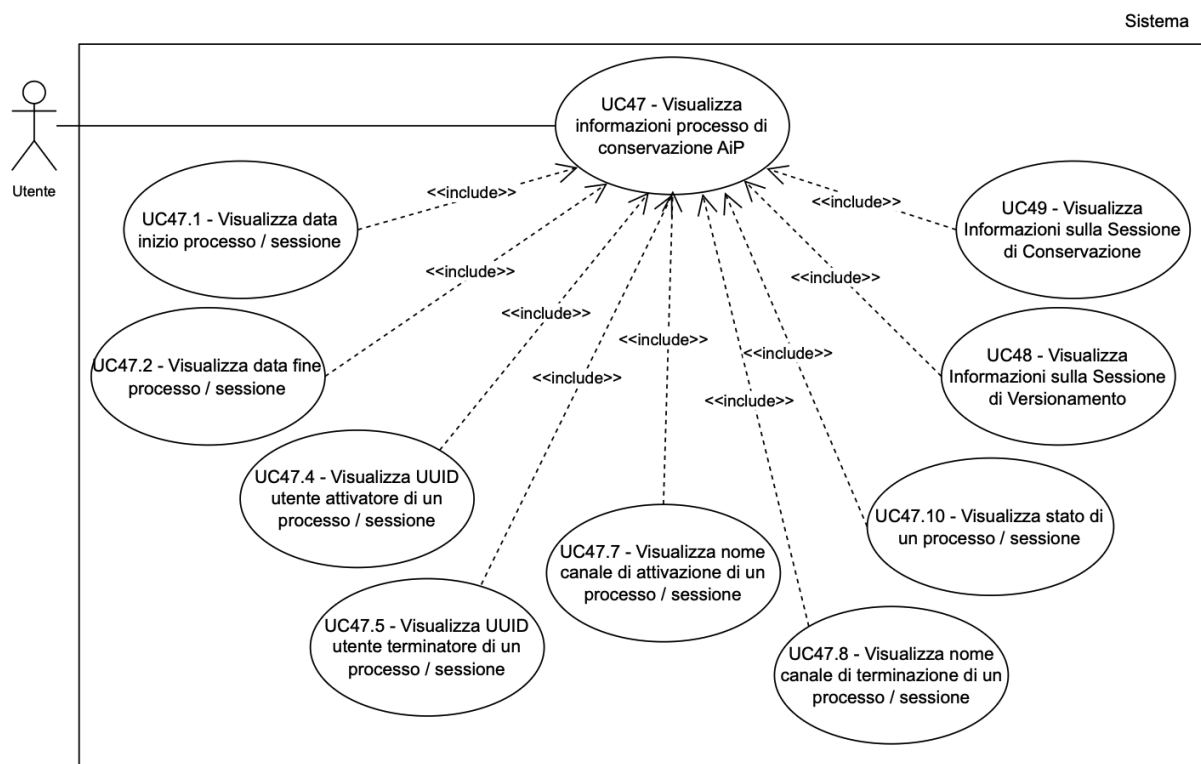 Sistema
UC47 - Visualizza
informazioni processo di
conservazione AiP
Utente
<<include>>
<<include>>
UC47.1 - Visualizza data
inizio processo / sessione
UC49 - Visualizza
Informazioni sulla Sessione
di Conservazione
<<include>>
<<include>>
<<include>>
<<include>>
UC47.2 - Visualizza data fine
processo / sessione
UC48 - Visualizza
Informazioni sulla Sessione
di Versionamento
<<include>>
<<include>>
<<include>>
UC47.4 - Visualizza UUID
utente attivatore di un
processo / sessione
UC47.10 - Visualizza stato di
un processo / sessione
UC47.7 - Visualizza nome
canale di attivazione di un
processo / sessione
UC47.5 - Visualizza UUID
utente terminatore di un
processo / sessione
UC47.8 - Visualizza nome
canale di terminazione di un
processo / sessione